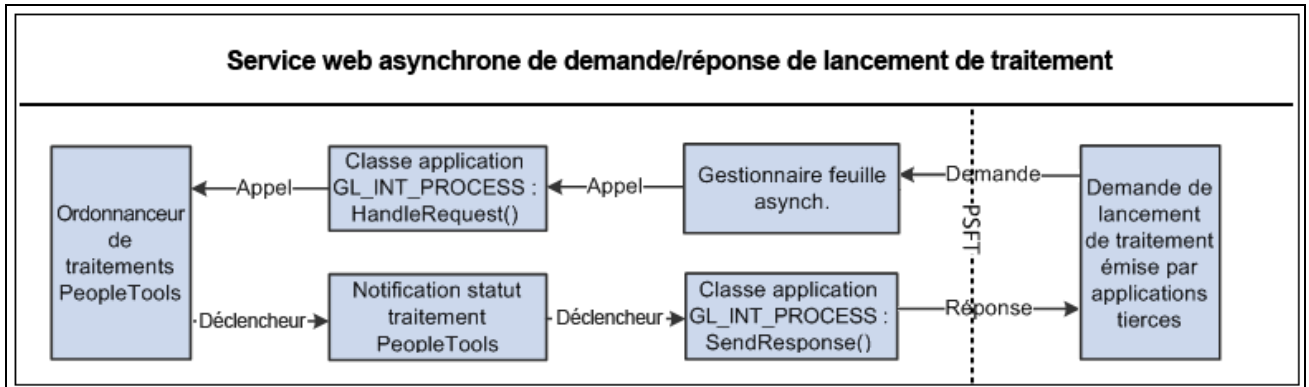 Service web asynchrone de demande/réponse de lancement de traitement
Ordonnanceur
de
traitements
PeopleTools
Appel
Classe application
GL_INT_PROCESS :
HandleRequest()
Appel
Gestionnaire feuille
asynch.
Demande
PSFT
Demande de
lancement
de traitement
émise par
applications
tierces
Déclencheur
Notification statut
traitement
PeopleTools
Déclencheur
Classe application
GL_INT_PROCESS :
SendResponse()
Réponse